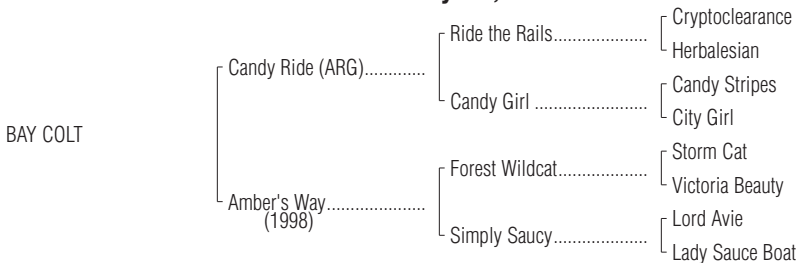 Cryptoclearance
Ride the Rails....................
Herbalesian
Candy Ride (ARG).............
Candy Stripes
Candy Girl ........................
City Girl
BAY COLT
Storm Cat
Forest Wildcat...................
Victoria Beauty
Amber's Way.....................
(1998)
Lord Avie
Simply Saucy....................
Lady Sauce Boat